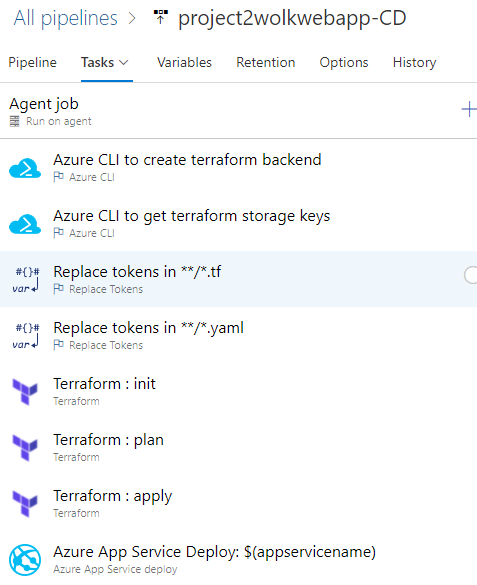 All pipelines > project2wolkwebapp-CD
Pipeline Tasks Variables Retention Options History
Agent job
Run on agent
Azure CLI to create terraform backend
Azure CLI
Azure CLI to get terraform storage keys
Azure CLI
#{}# Replace tokens in **/*.tf
var Replace Tokens
#{}# Replace tokens in **/*.yaml
var Replace Tokens
Terraform : init
Terraform
Terraform : plan
Terraform
Terraform : apply
Terraform
Azure App Service Deploy: $(appservicename)
Azure App Service deploy